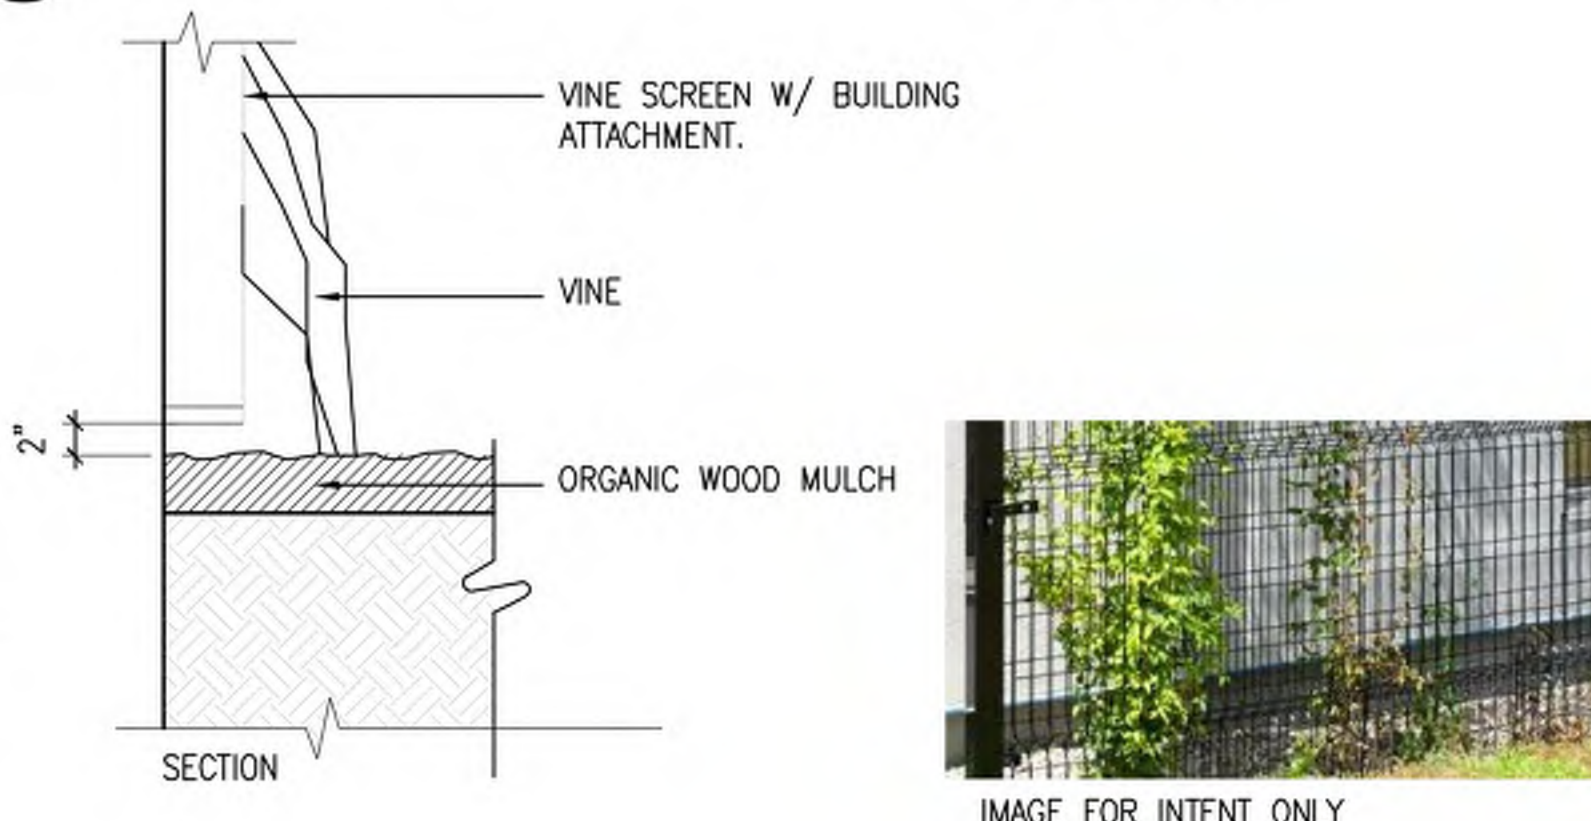 VINE SCREEN W/ BUILDING
ATTACHMENT.
VINE
2"
ORGANIC WOOD MULCH
SECTION
IMAGE FOR INTENT ONLY